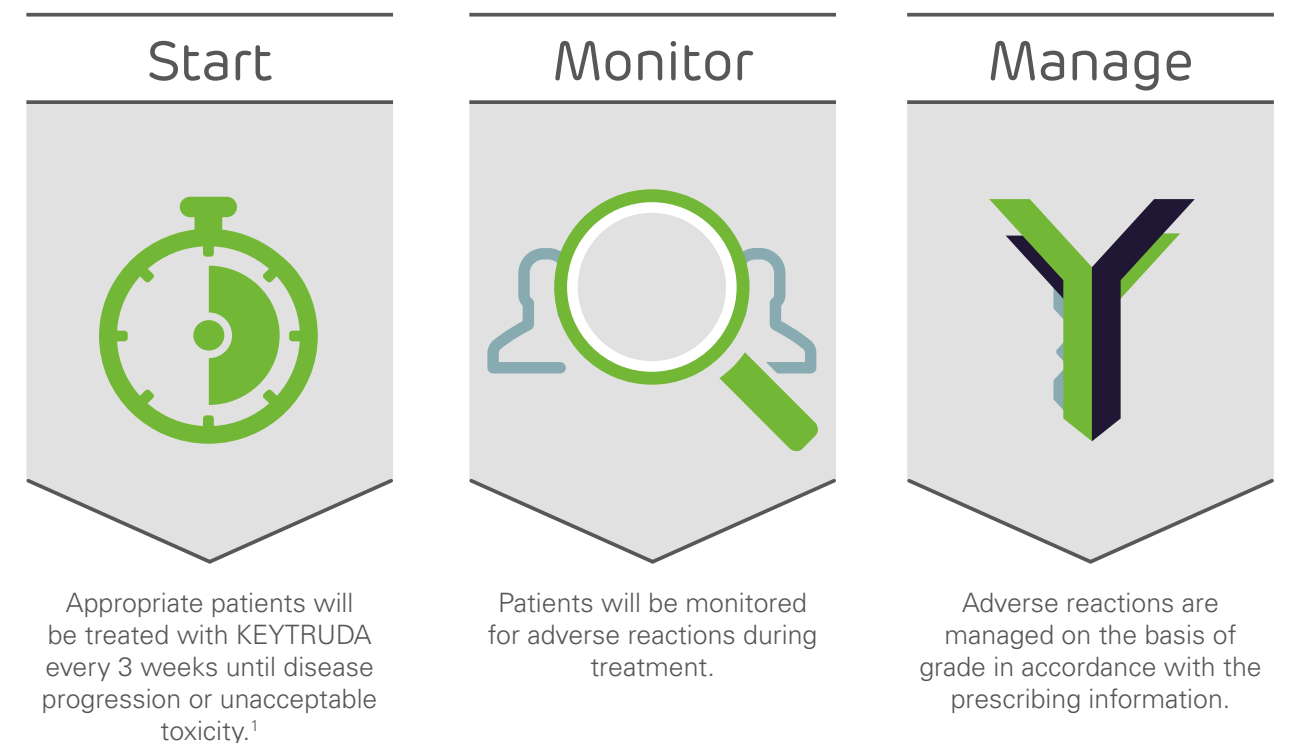 Start
Appropriate patients will
be treated with KEYTRUDA
every 3 weeks until disease
progression or unacceptable
toxicity.1
Monitor
Patients will be monitored
for adverse reactions during
treatment.
Manage
Adverse reactions are
managed on the basis of
grade in accordance with the
prescribing information.